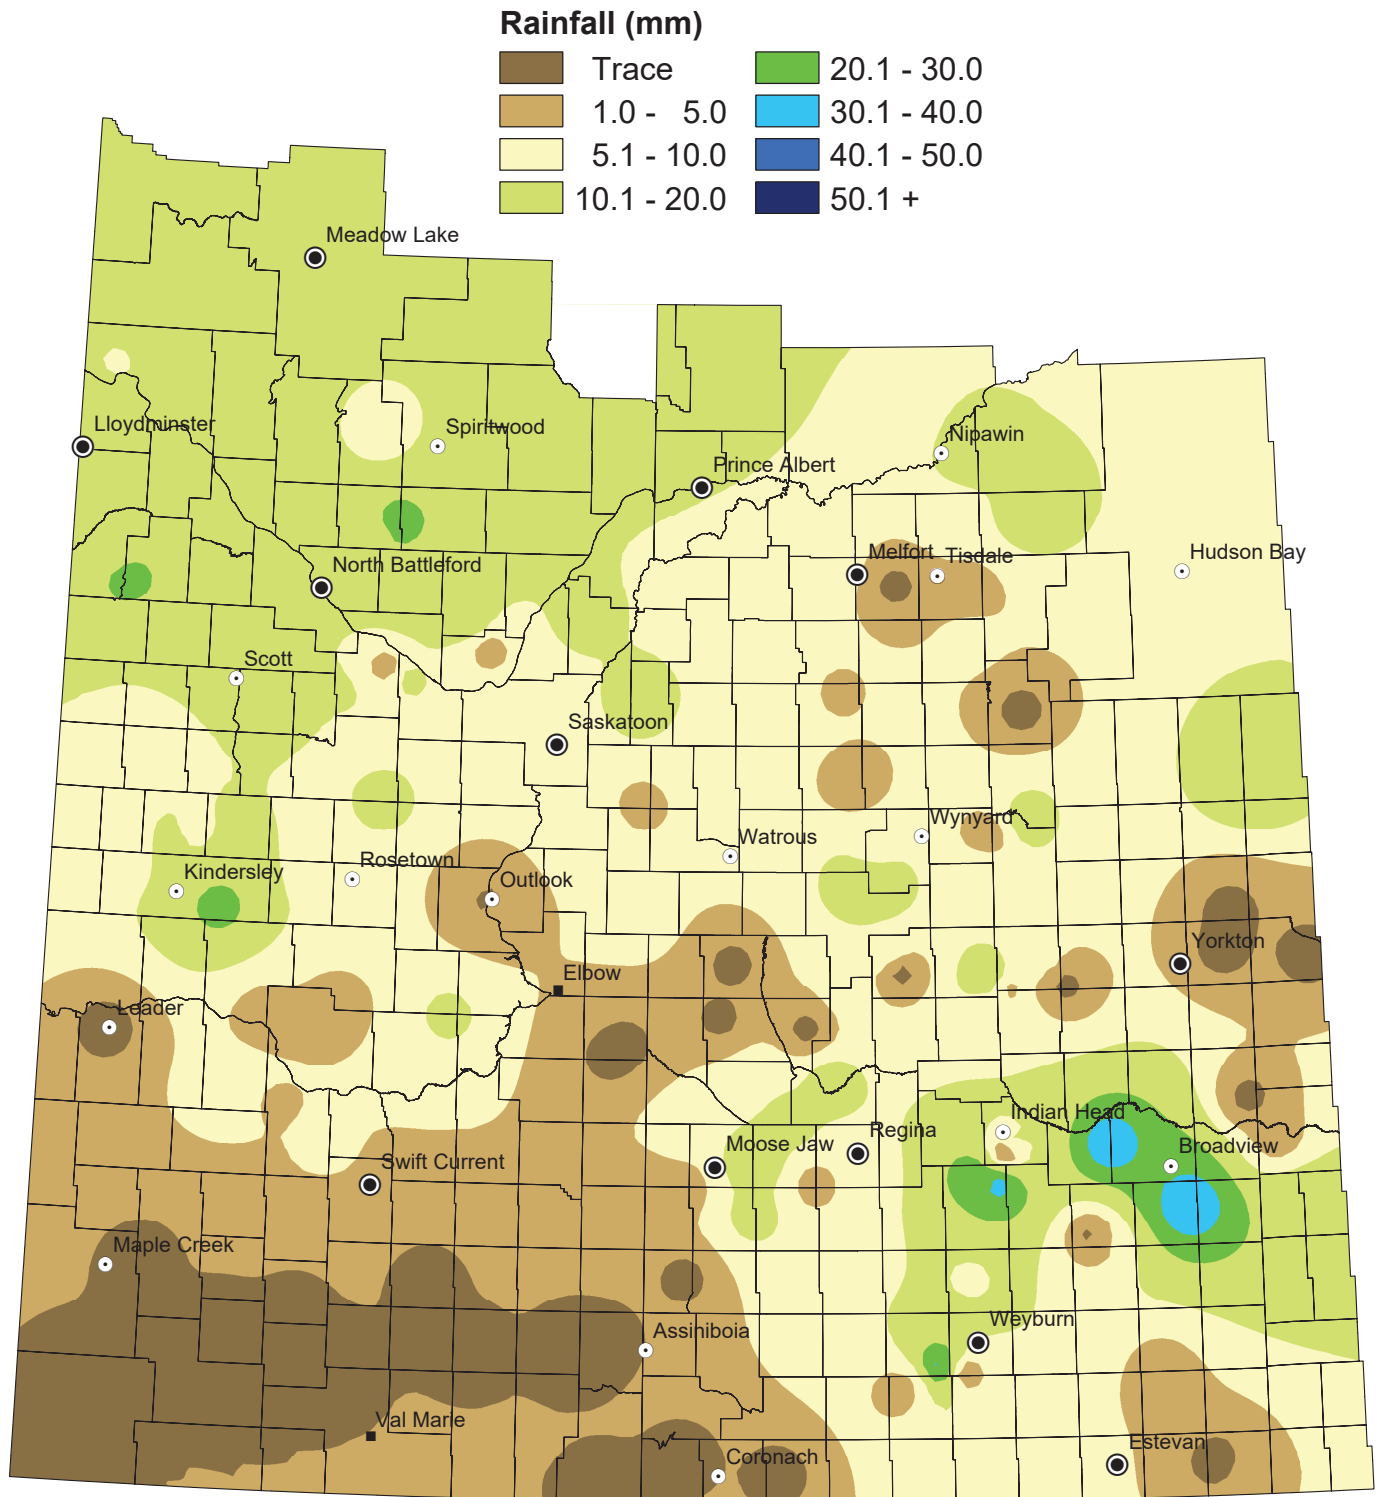 Rainfall (mm)
Trace
20.1 - 30.0
1.0 - 5.0
30.1 - 40.0
5.1 - 10.0
40.1 - 50.0
10.1 - 20.0
50.1 +
Meadow Lake
Lloydminster
Spiritwood
Nipawin
Prince Albert
North Battleford
Melfort
Tisdale
Hudson Bay
Scott
Saskatoon
Wynyard
Watrous
Rosetown
Kindersley
Outlook
Yorkton
Elbow
Leader
Indian Head
Regina
Moose Jaw
Broadview
Swift Current
Maple Creek
Weyburn
Assiniboia
Val Marie
Estevan
Coronach